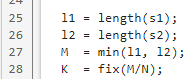 25 l1 = length(s1);
26 l2 = length(s2);
27 M = min(l1, l2);
28 K = fix(M/N);